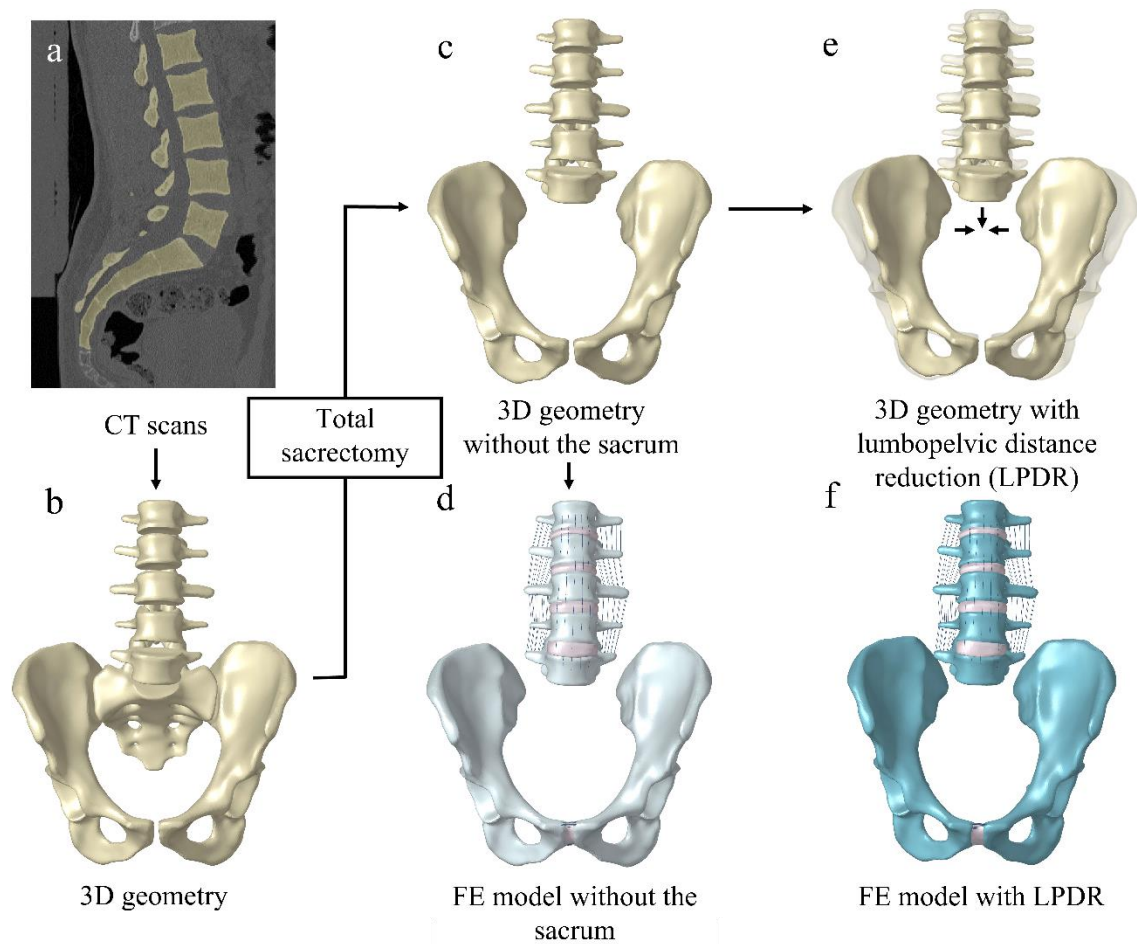 a
CT scans
b
3D geometry
Total
sacrectomy
c
3D geometry
without the sacrum
d
FE model without the
sacrum
e
3D geometry with
lumbopelvic distance
reduction (LPDR)
f
FE model with LPDR